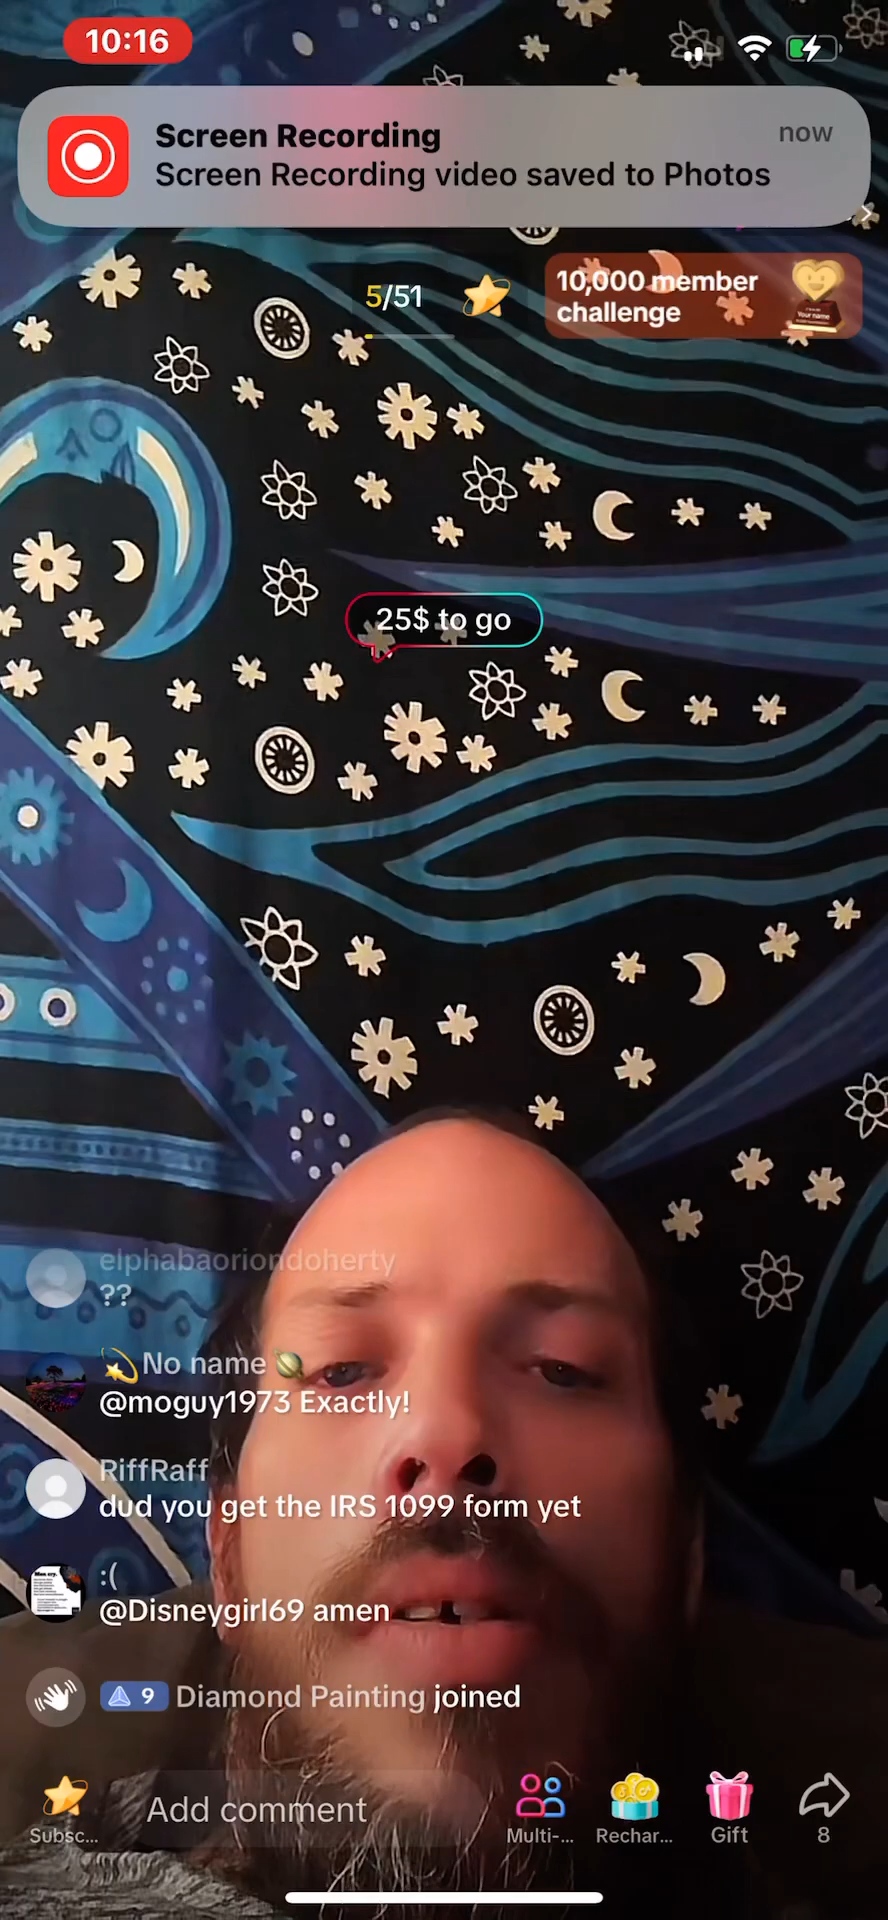 10:16
Screen Recording
now
Screen Recording video saved to Photos
5/51
10,000 member
challenge
25$ to go
elphabaoriondoherty
??
💫No name🪐
@moguy1973 Exactly!
RiffRaff
dud you get the IRS 1099 form yet
:(
@Disneygirl69 amen
9 Diamond Painting joined
Add comment
Subsc...
Multi-...
Rechar...
Gift
8